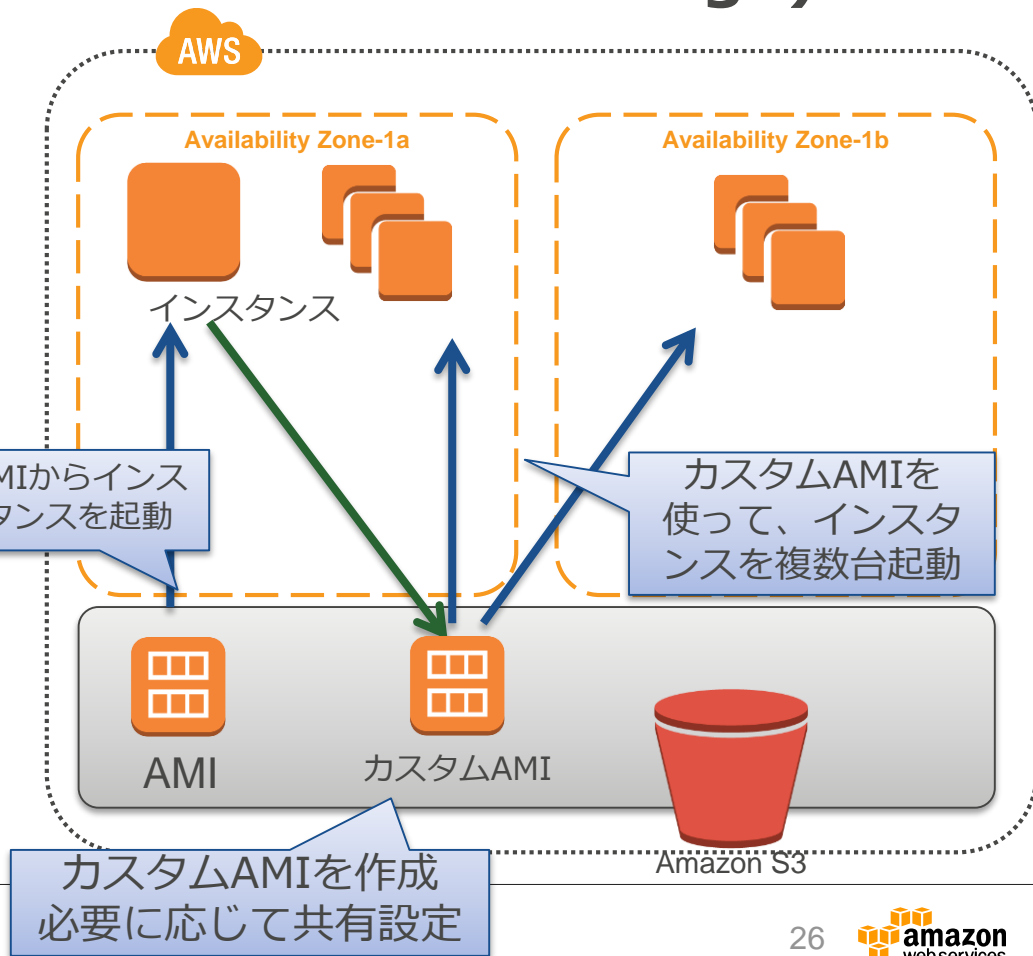 AWS
Availability Zone-1a
Availability Zone-1b
インスタンス
MIからインス
タンスを起動
カスタムAMIを
使って、インスタ
ンスを複数台起動
AMI
カスタムAMI
Amazon S3
カスタムAMIを作成
必要に応じて共有設定
26
amazon
web services